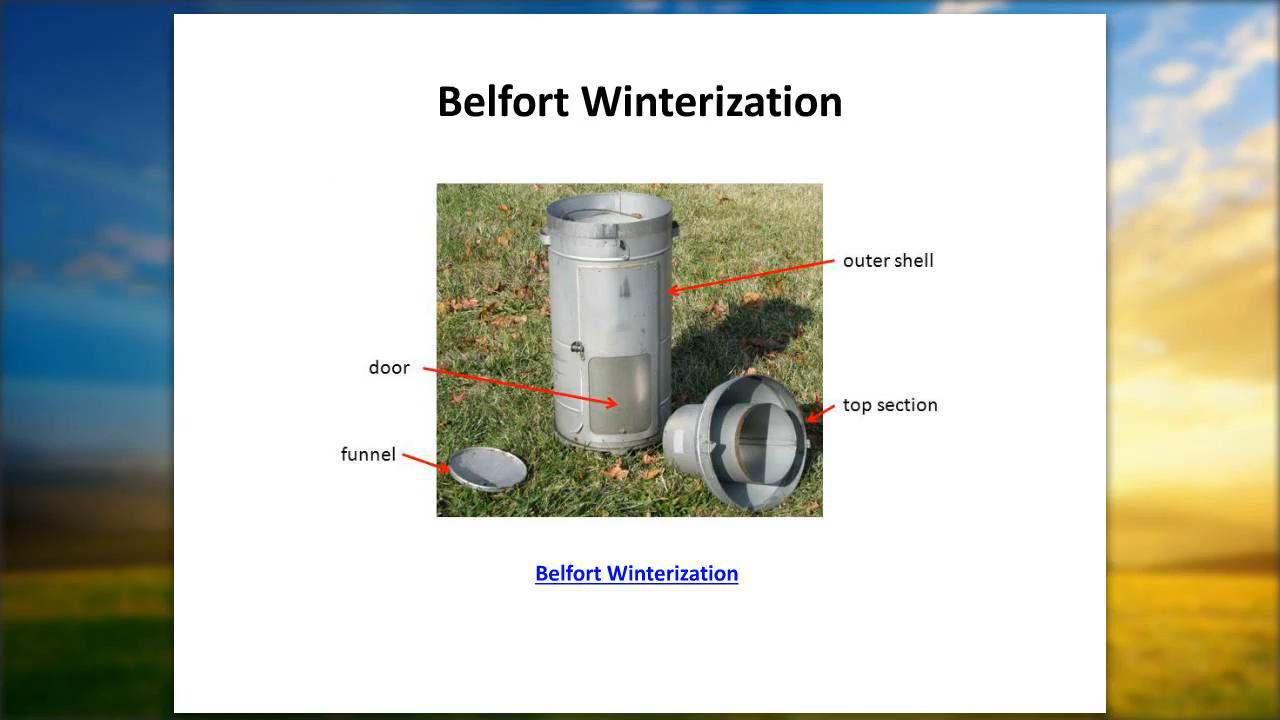 Belfort Winterization
outer shell
door
top section
funnel
Belfort Winterization